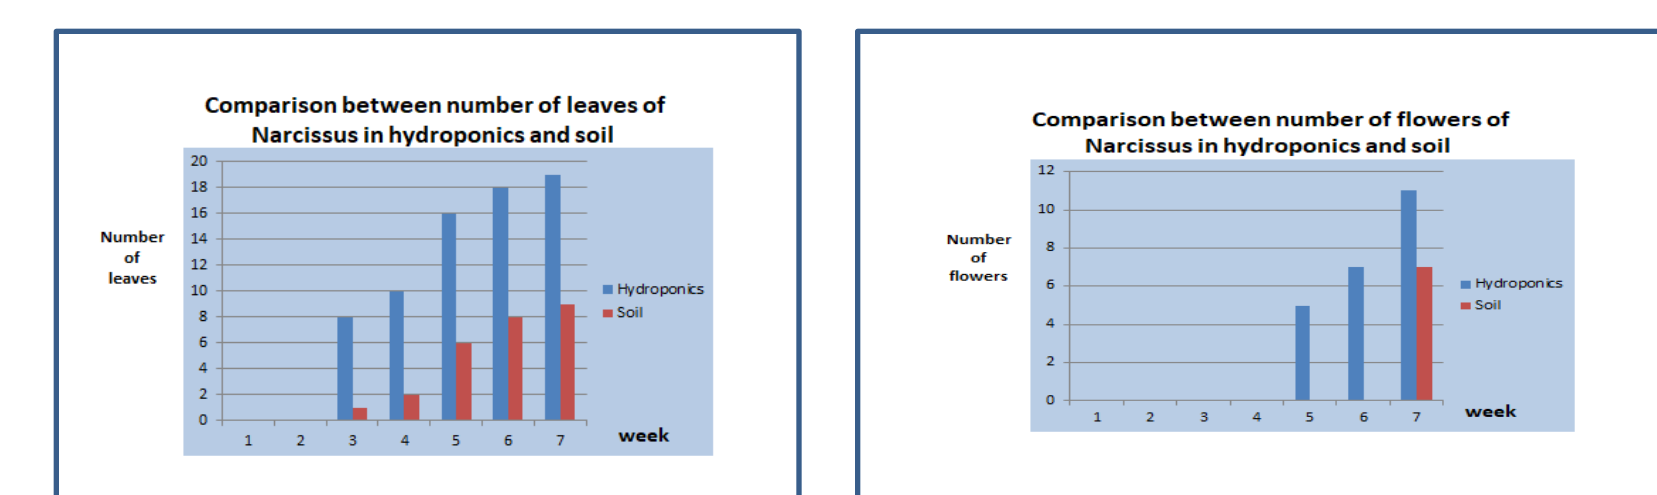 Comparison between number of leaves of
Narcissus in hydroponics and soil
20
18
16
14
12
10
8
6
4
2
0
Number
of
leaves
Hydroponics
Soil
1 2 3 4 5 6 7
week
Comparison between number of flowers of
Narcissus in hydroponics and soil
12
10
8
6
4
2
0
Number
of
flowers
Hydroponics
Soil
1 2 3 4 5 6 7
week